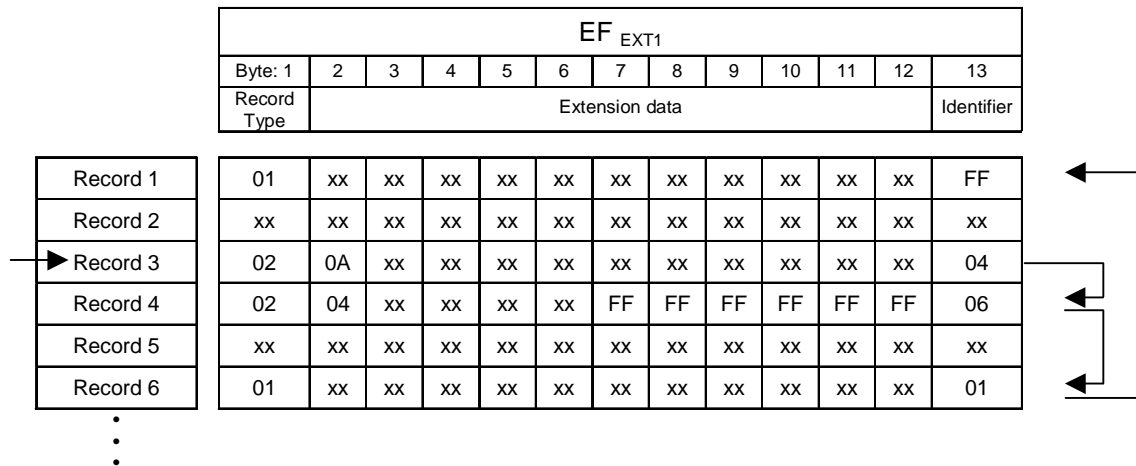 EF EXT1
Byte: 1 2 3 4 5 6 7 8 9 10 11 12 13
Record Type Extension data Identifier
Record 1 01 xx xx xx xx xx xx xx xx xx xx xx FF
Record 2 xx xx xx xx xx xx xx xx xx xx xx xx xx
Record 3 02 0A xx xx xx xx xx xx xx xx xx xx 04
Record 4 02 04 xx xx xx xx FF FF FF FF FF FF 06
Record 5 xx xx xx xx xx xx xx xx xx xx xx xx xx
Record 6 01 xx xx xx xx xx xx xx xx xx xx xx 01